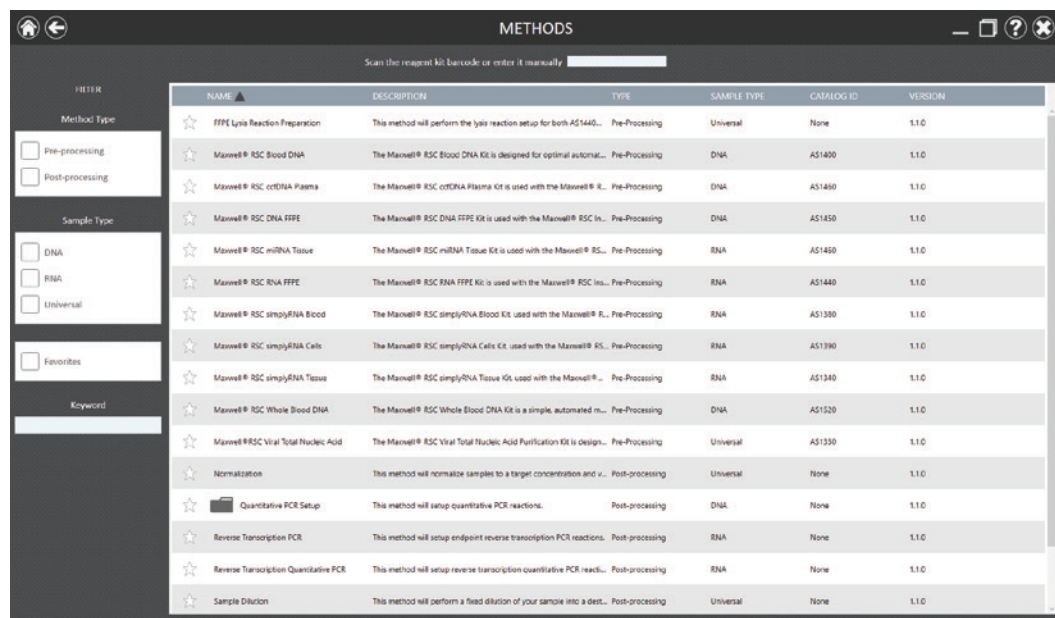 METHODS
Scan the reagent kit barcode or enter it manually
FILTER
Method Type
Pre-processing
Post-processing
Sample Type
DNA
RNA
Universal
Favorites
Keyword
NAME DESCRIPTION TYPE SAMPLE TYPE CATALOG ID VERSION
FFPE Lysis Reaction Preparation This method will perform the lysis reaction setup for both AS1440... Pre-Processing Universal None 1.1.0
Maxwell® RSC Blood DNA The Maxwell® RSC Blood DNA Kit is designed for optimal automat... Pre-Processing DNA AS1400 1.1.0
Maxwell® RSC ccfDNA Plasma The Maxwell® RSC ccfDNA Plasma Kit is used with the Maxwell® R... Pre-Processing DNA AS1480 1.1.0
Maxwell® RSC DNA FFPE The Maxwell® RSC DNA FFPE Kit is used with the Maxwell® RSC In... Pre-Processing DNA AS1450 1.1.0
Maxwell® RSC miRNA Tissue The Maxwell® RSC miRNA Tissue Kit is used with the Maxwell® RS... Pre-Processing RNA AS1460 1.1.0
Maxwell® RSC RNA FFPE The Maxwell® RSC RNA FFPE Kit is used with the Maxwell® RSC Ins... Pre-Processing RNA AS1440 1.1.0
Maxwell® RSC simplyRNA Blood The Maxwell® RSC simplyRNA Blood Kit, used with the Maxwell® R... Pre-Processing RNA AS1380 1.1.0
Maxwell® RSC simplyRNA Cells The Maxwell® RSC simplyRNA Cells Kit, used with the Maxwell® RS... Pre-Processing RNA AS1390 1.1.0
Maxwell® RSC simplyRNA Tissue The Maxwell® RSC simplyRNA Tissue Kit, used with the Maxwell® ... Pre-Processing RNA AS1340 1.1.0
Maxwell® RSC Whole Blood DNA The Maxwell® RSC Whole Blood DNA Kit is a simple, automated m... Pre-Processing DNA AS1520 1.1.0
Maxwell®RSC Viral Total Nucleic Acid The Maxwell® RSC Viral Total Nucleic Acid Purification Kit is design... Pre-Processing Universal AS1330 1.1.0
Normalization This method will normalize samples to a target concentration and v... Post-processing Universal None 1.1.0
Quantitative PCR Setup This method will setup quantitative PCR reactions. Post-processing DNA None 1.1.0
Reverse Transcription PCR This method will setup endpoint reverse transcription PCR reactions. Post-processing RNA None 1.1.0
Reverse Transcription Quantitative PCR This method will setup reverse transcription quantitative PCR reacti... Post-processing RNA None 1.1.0
Sample Dilution This method will perform a fixed dilution of your sample into a dest... Post-processing Universal None 1.1.0